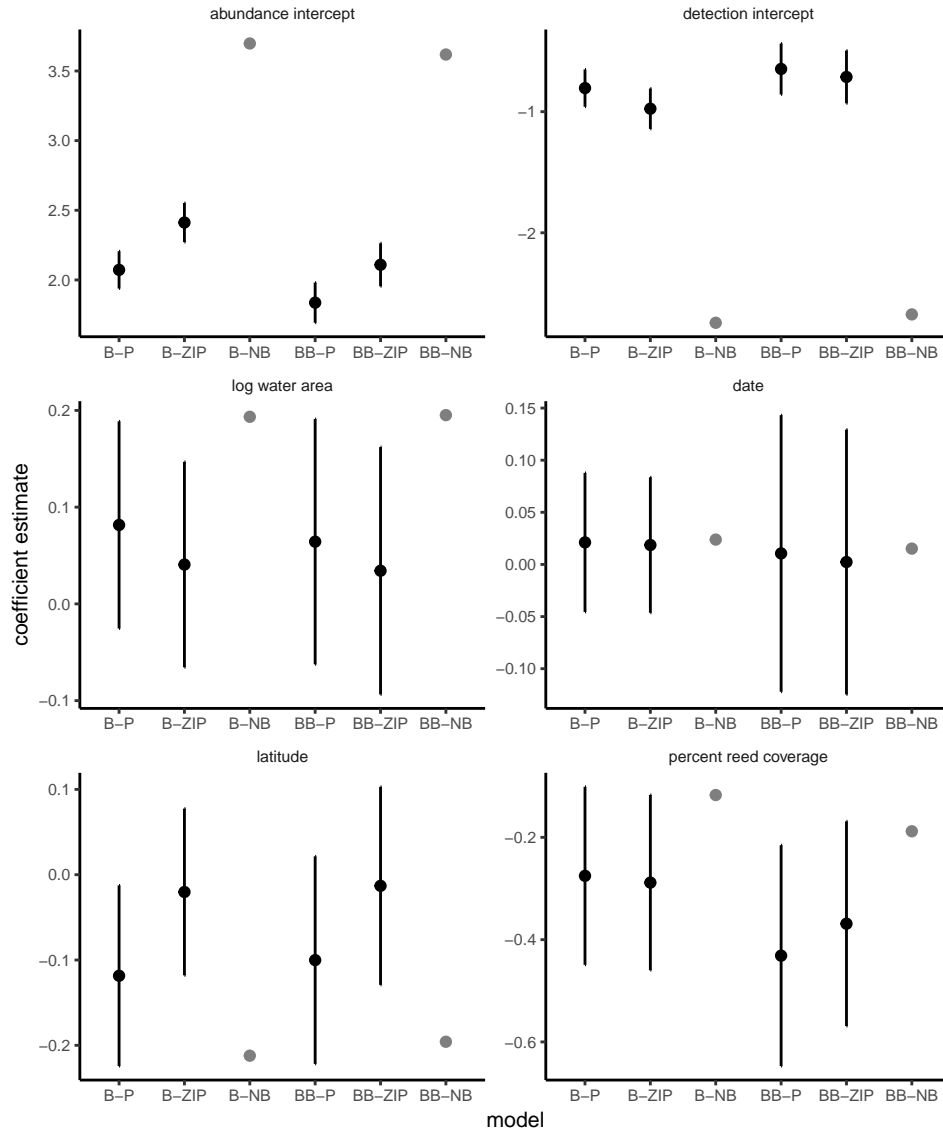 abundance intercept
detection intercept
3.5
3.0
2.5
2.0
−1
−2
B−P B−ZIP B−NB BB−P BB−ZIP BB−NB
B−P B−ZIP B−NB BB−P BB−ZIP BB−NB
log water area
date
0.2
0.1
0.0
−0.1
0.15
0.10
0.05
0.00
−0.05
−0.10
B−P B−ZIP B−NB BB−P BB−ZIP BB−NB
B−P B−ZIP B−NB BB−P BB−ZIP BB−NB
coefficient estimate
latitude
percent reed coverage
0.1
0.0
−0.1
−0.2
−0.2
−0.4
−0.6
B−P B−ZIP B−NB BB−P BB−ZIP BB−NB
B−P B−ZIP B−NB BB−P BB−ZIP BB−NB
model